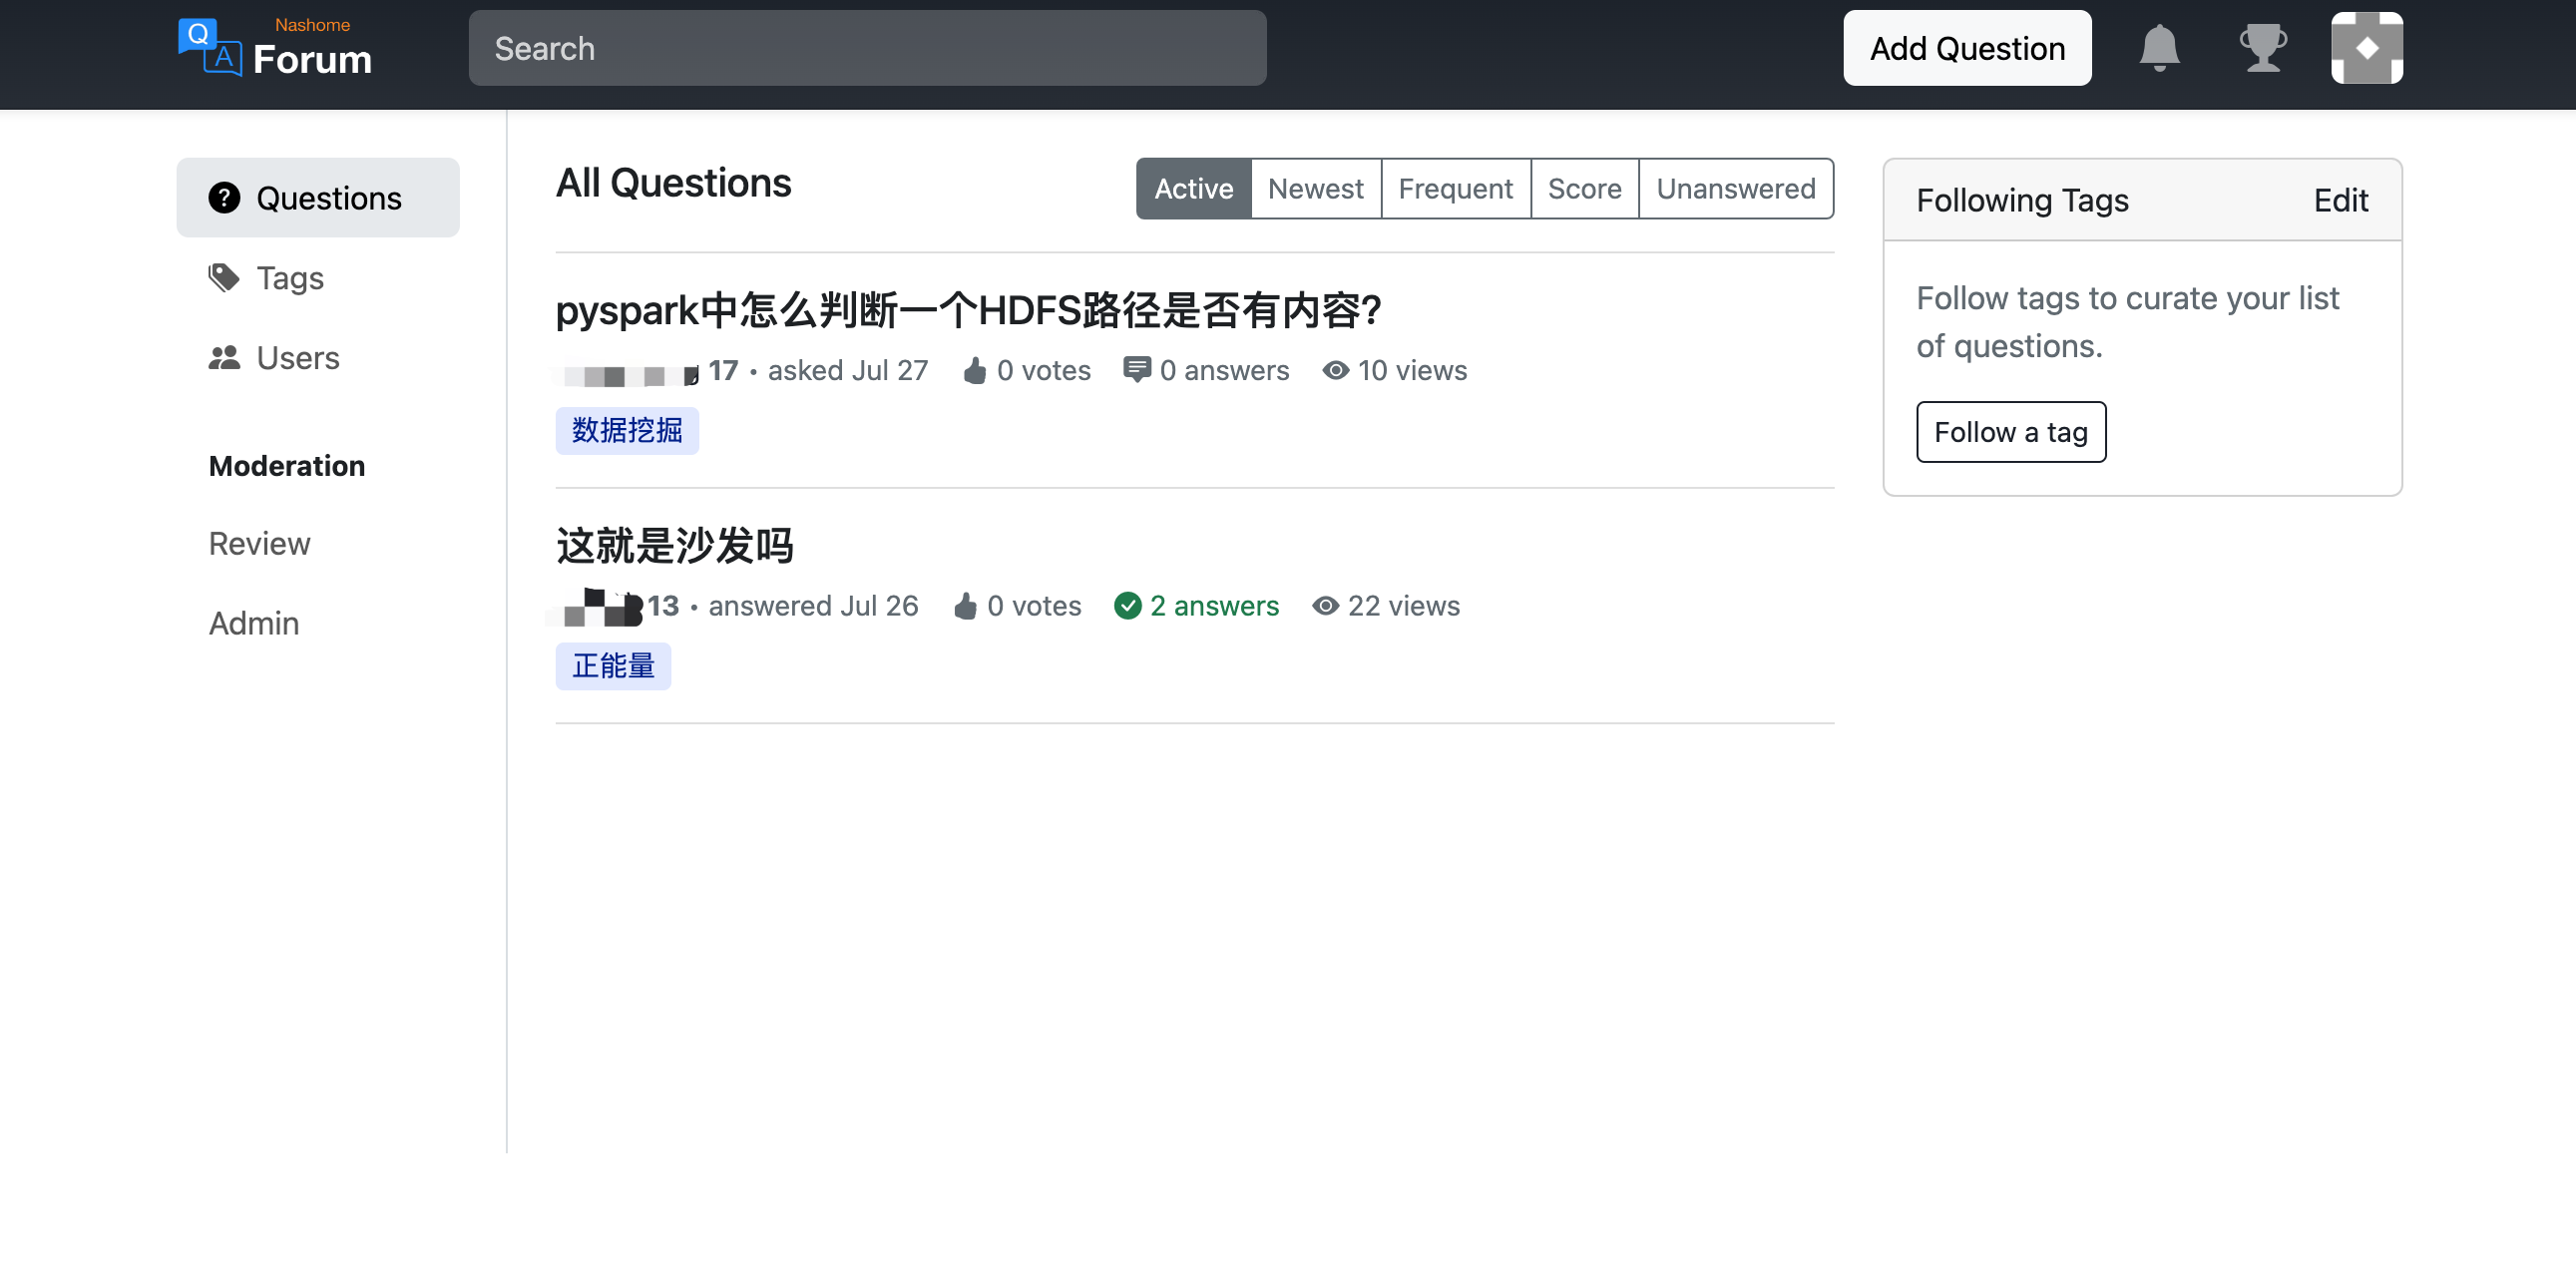 Q A Nashome
Forum
Search
Add Question
Questions
Tags
Users
Moderation
Review
Admin
All Questions
Active Newest Frequent Score Unanswered
pyspark中怎么判断一个HDFS路径是否有内容?
17 • asked Jul 27 0 votes 0 answers 10 views
数据挖掘
这就是沙发吗
13 • answered Jul 26 0 votes 2 answers 22 views
正能量
Following Tags Edit
Follow tags to curate your list
of questions.
Follow a tag